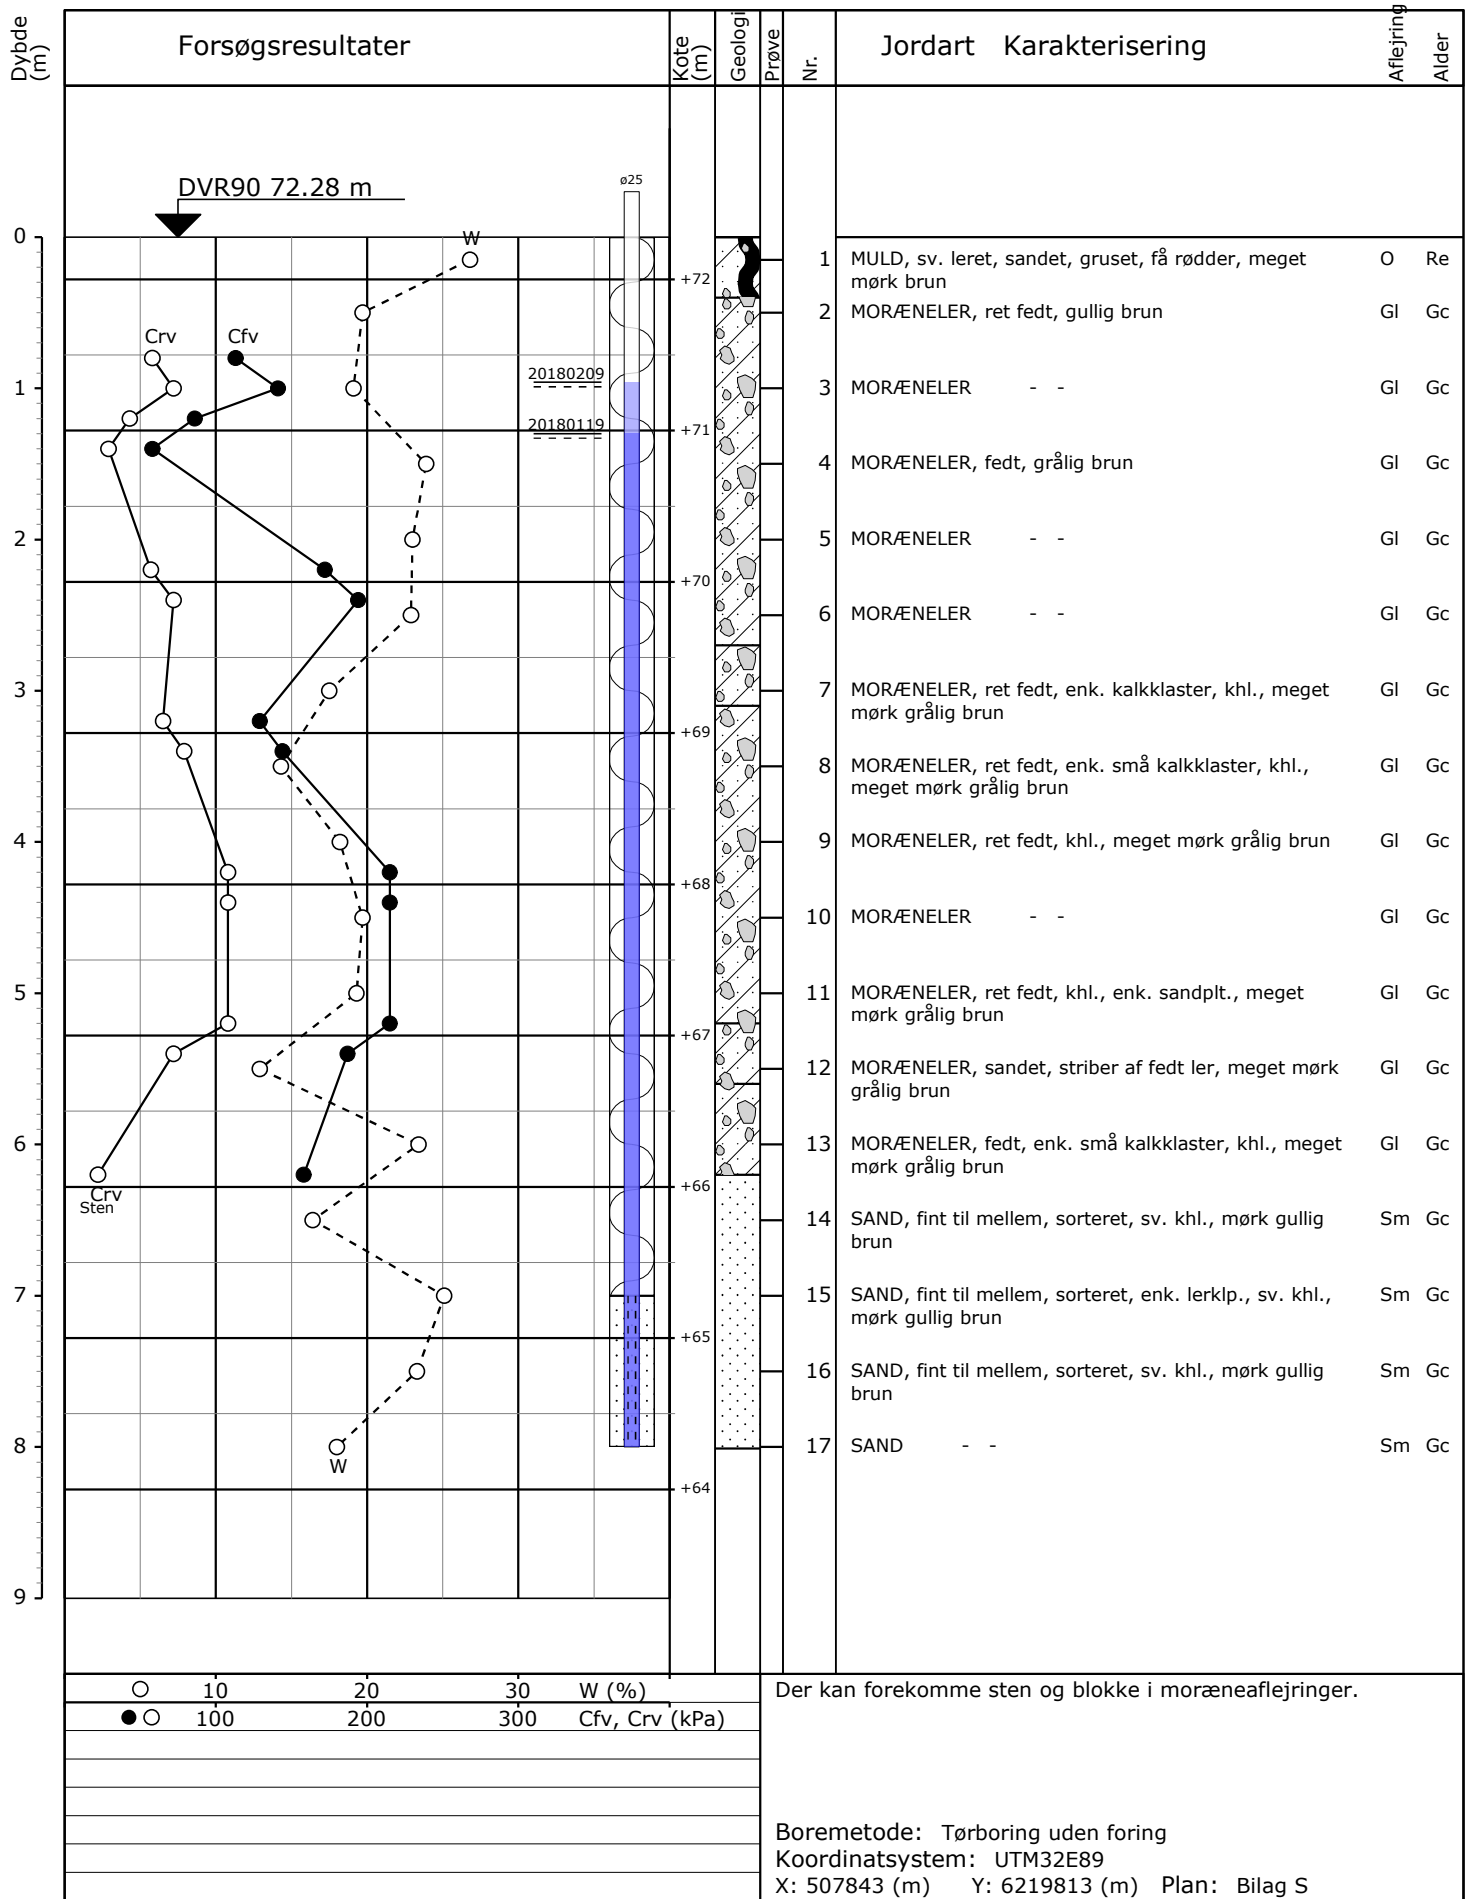 Dybde
(m)
Forsøgsresultater
Kote
(m)
Geologi
Prøve
Nr.
Jordart Karakterisering
Aflejring
Alder
DVR90 72.28 m
ø25
0
W
1 MULD, sv. leret, sandet, gruset, få rødder, meget O Re
mørk brun
+72
2 MORÆNELER, ret fedt, gullig brun Gl Gc
Crv Cfv
20180209
1
3 MORÆNELER - - Gl Gc
20180119
+71
4 MORÆNELER, fedt, grålig brun Gl Gc
2
5 MORÆNELER - - Gl Gc
+70
6 MORÆNELER - - Gl Gc
3
7 MORÆNELER, ret fedt, enk. kalkklaster, khl., meget Gl Gc
mørk grålig brun
+69
8 MORÆNELER, ret fedt, enk. små kalkklaster, khl., Gl Gc
meget mørk grålig brun
4
9 MORÆNELER, ret fedt, khl., meget mørk grålig brun Gl Gc
+68
10 MORÆNELER - - Gl Gc
5
11 MORÆNELER, ret fedt, khl., enk. sandplt., meget Gl Gc
mørk grålig brun
+67
12 MORÆNELER, sandet, striber af fedt ler, meget mørk Gl Gc
grålig brun
6
13 MORÆNELER, fedt, enk. små kalkklaster, khl., meget Gl Gc
mørk grålig brun
+66
Crv
Sten
14 SAND, fint til mellem, sorteret, sv. khl., mørk gullig Sm Gc
brun
7
15 SAND, fint til mellem, sorteret, enk. lerklp., sv. khl., Sm Gc
mørk gullig brun
+65
16 SAND, fint til mellem, sorteret, sv. khl., mørk gullig Sm Gc
brun
8
17 SAND - - Sm Gc
W
+64
9
10 20 30 W (%)
100 200 300 Cfv, Crv (kPa)
Der kan forekomme sten og blokke i moræneaflejringer.
Boremetode: Tørboring uden foring
Koordinatsystem: UTM32E89
X: 507843 (m) Y: 6219813 (m) Plan: Bilag S